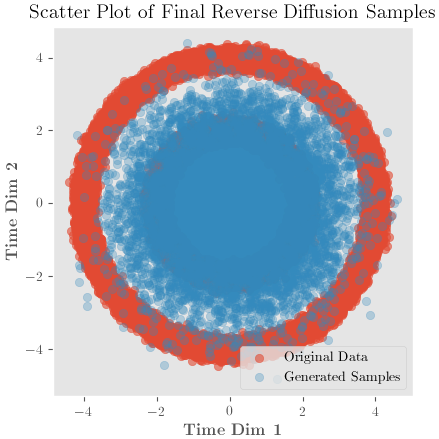 Scatter Plot of Final Reverse Diffusion Samples
4
2
0
−2
−4
Time Dim 2
−4
−2
0
2
4
Time Dim 1
Original Data
Generated Samples